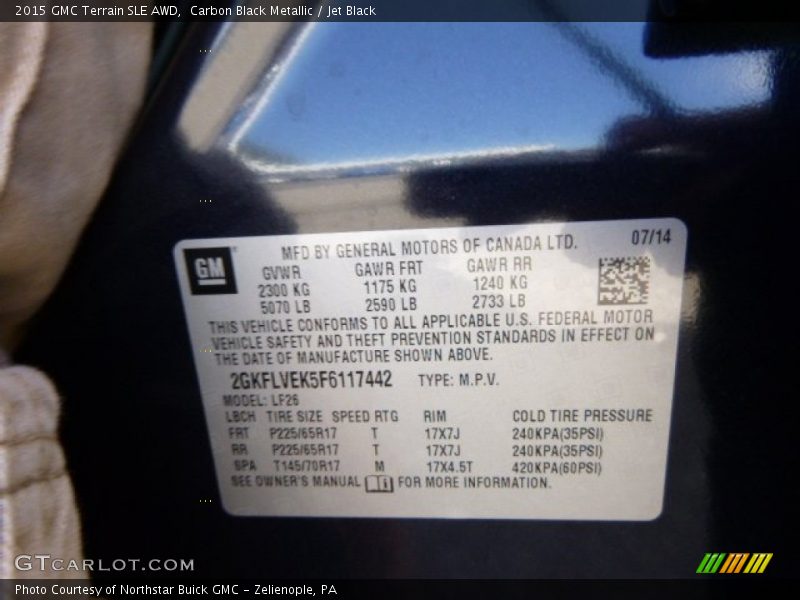 2015 GMC Terrain SLE AWD,  Carbon Black Metallic / Jet Black
GM
MFD BY GENERAL MOTORS OF CANADA LTD.
07/14
GVWR GAWR FRT GAWR RR
2300 KG 1175 KG 1240 KG
5070 LB 2590 LB 2733 LB
THIS VEHICLE CONFORMS TO ALL APPLICABLE U.S. FEDERAL MOTOR
VEHICLE SAFETY AND THEFT PREVENTION STANDARDS IN EFFECT ON
THE DATE OF MANUFACTURE SHOWN ABOVE.
2GKFLVEK5F6117442 TYPE: M.P.V.
MODEL: LF26
LBCH TIRE SIZE SPEED RTG RIM COLD TIRE PRESSURE
FRT P225/65R17 T 17X7J 240KPA(35PSI)
RR P225/65R17 T 17X7J 240KPA(35PSI)
SPA T145/70R17 M 17X4.5T 420KPA(60PSI)
SEE OWNER'S MANUAL FOR MORE INFORMATION.
GTCARLOT.COM
Photo Courtesy of Northstar Buick GMC - Zelienople, PA